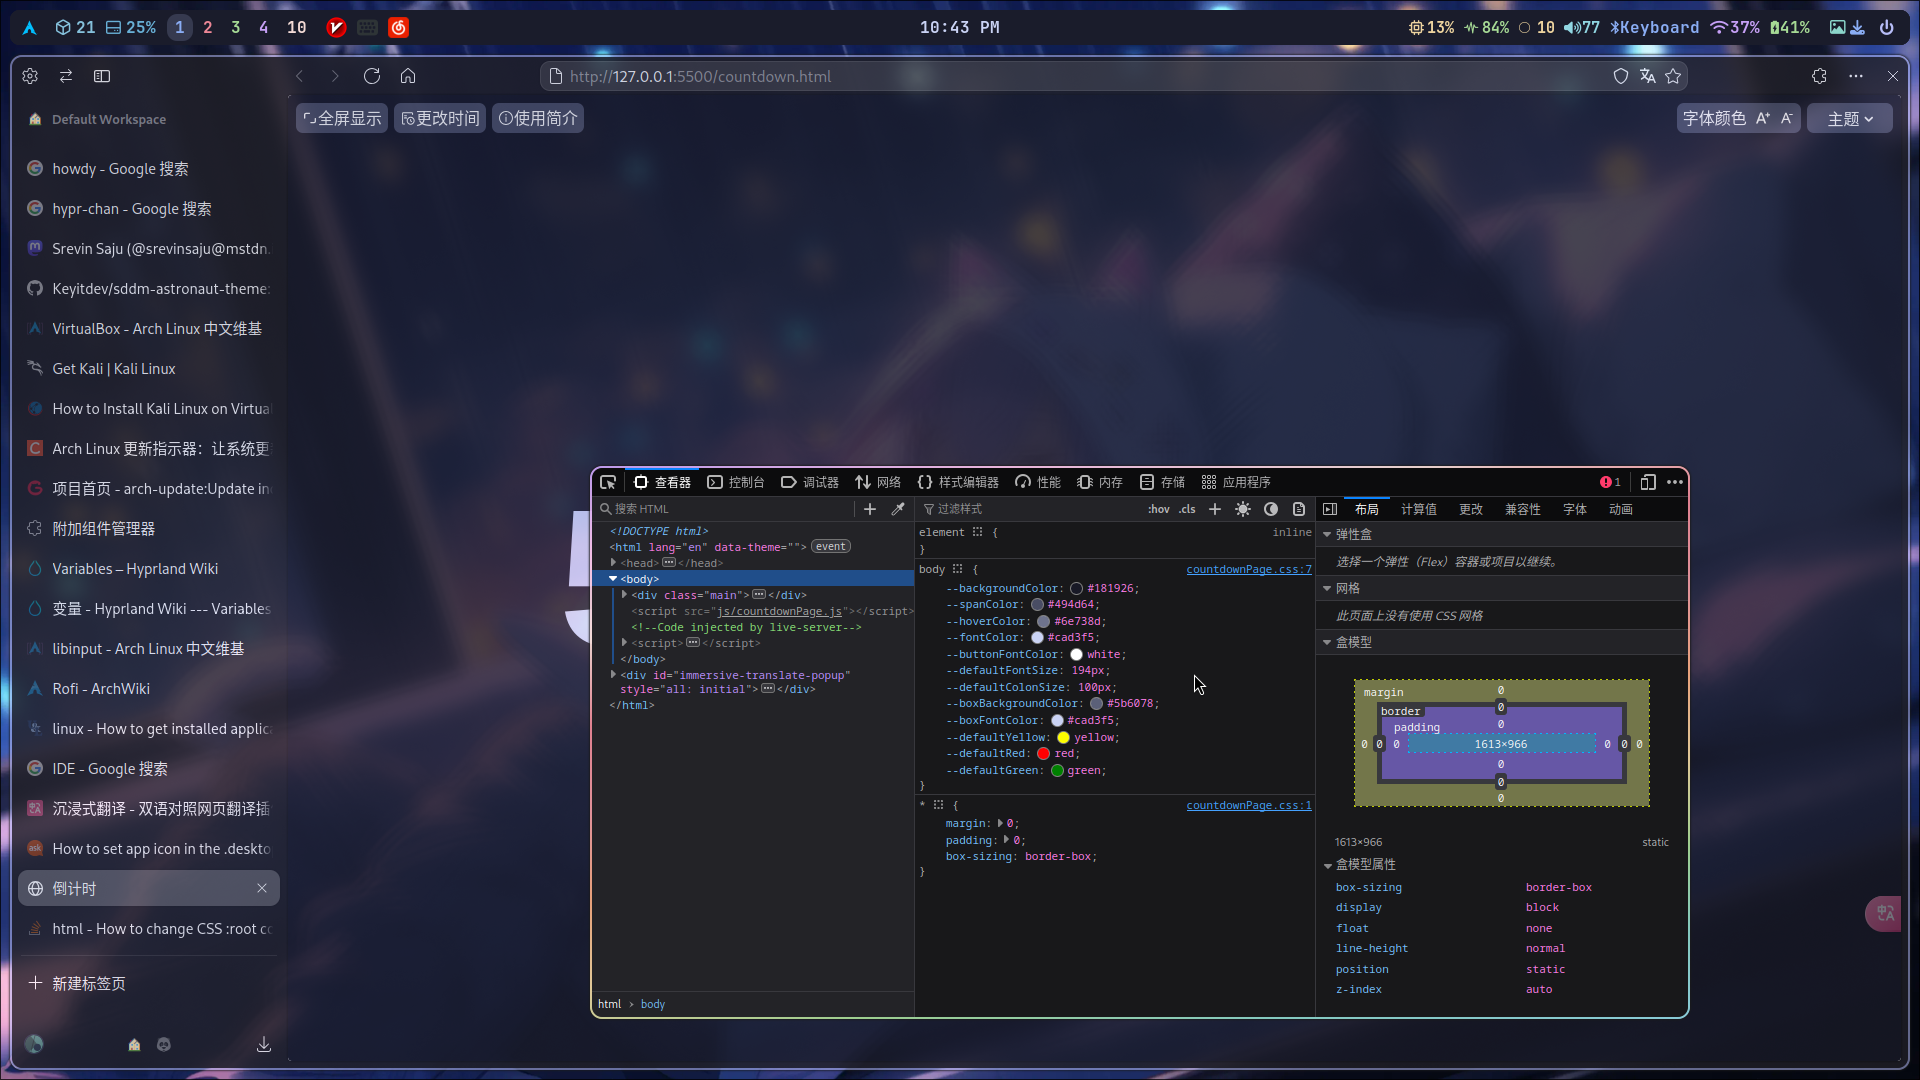 21 25% 1 2 3 4 10
10:43 PM
13% 84% 10 77 Keyboard 37% 41%
http://127.0.0.1:5500/countdown.html
Default Workspace
howdy - Google 搜索
hypr-chan - Google 搜索
Srevin Saju (@srevinsaju@mstdn.
Keyitdev/sddm-astronaut-theme:
VirtualBox - Arch Linux 中文维基
Get Kali | Kali Linux
How to Install Kali Linux on Virtua
Arch Linux 更新指示器：让系统更
项目首页 - arch-update:Update in
附加组件管理器
Variables – Hyprland Wiki
变量 - Hyprland Wiki --- Variables
libinput - Arch Linux 中文维基
Rofi - ArchWiki
linux - How to get installed applica
IDE - Google 搜索
沉浸式翻译 - 双语对照网页翻译插
How to set app icon in the .deskto
倒计时
html - How to change CSS :root co
新建标签页
全屏显示 更改时间 使用简介
字体颜色 A+ A-
主题
查看器 控制台 调试器 网络 样式编辑器 性能 内存 存储 应用程序
1
搜索 HTML
<!DOCTYPE html>
<html lang="en" data-theme=""> event
<head> </head>
<body>
<div class="main"> </div>
<script src="js/countdownPage.js"></script>
<!--Code injected by live-server-->
<script> </script>
</body>
<div id="immersive-translate-popup"
style="all: initial"> </div>
</html>
html › body
过滤样式
:hov .cls
element {
inline
}
body {
countdownPage.css:7
--backgroundColor: #181926;
--spanColor: #494d64;
--hoverColor: #6e738d;
--fontColor: #cad3f5;
--buttonFontColor: white;
--defaultFontSize: 194px;
--defaultColonSize: 100px;
--boxBackgroundColor: #5b6078;
--boxFontColor: #cad3f5;
--defaultYellow: yellow;
--defaultRed: red;
--defaultGreen: green;
}
* {
countdownPage.css:1
margin: 0;
padding: 0;
box-sizing: border-box;
}
布局 计算值 更改 兼容性 字体 动画
弹性盒
选择一个弹性（Flex）容器或项目以继续。
网格
此页面上没有使用 CSS 网格
盒模型
margin 0
border 0
padding 0
0 0 0 1613×966 0 0 0
0
0
0
1613×966 static
盒模型属性
box-sizing border-box
display block
float none
line-height normal
position static
z-index auto